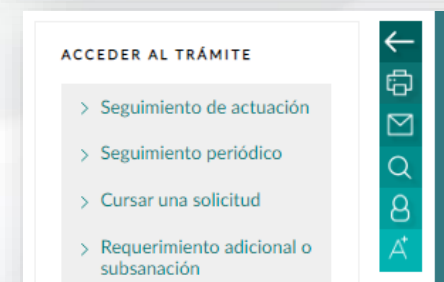 ACCEDER AL TRÁMITE
Seguimiento de actuación
Seguimiento periódico
Cursar una solicitud
Requerimiento adicional o
subsanación
A+